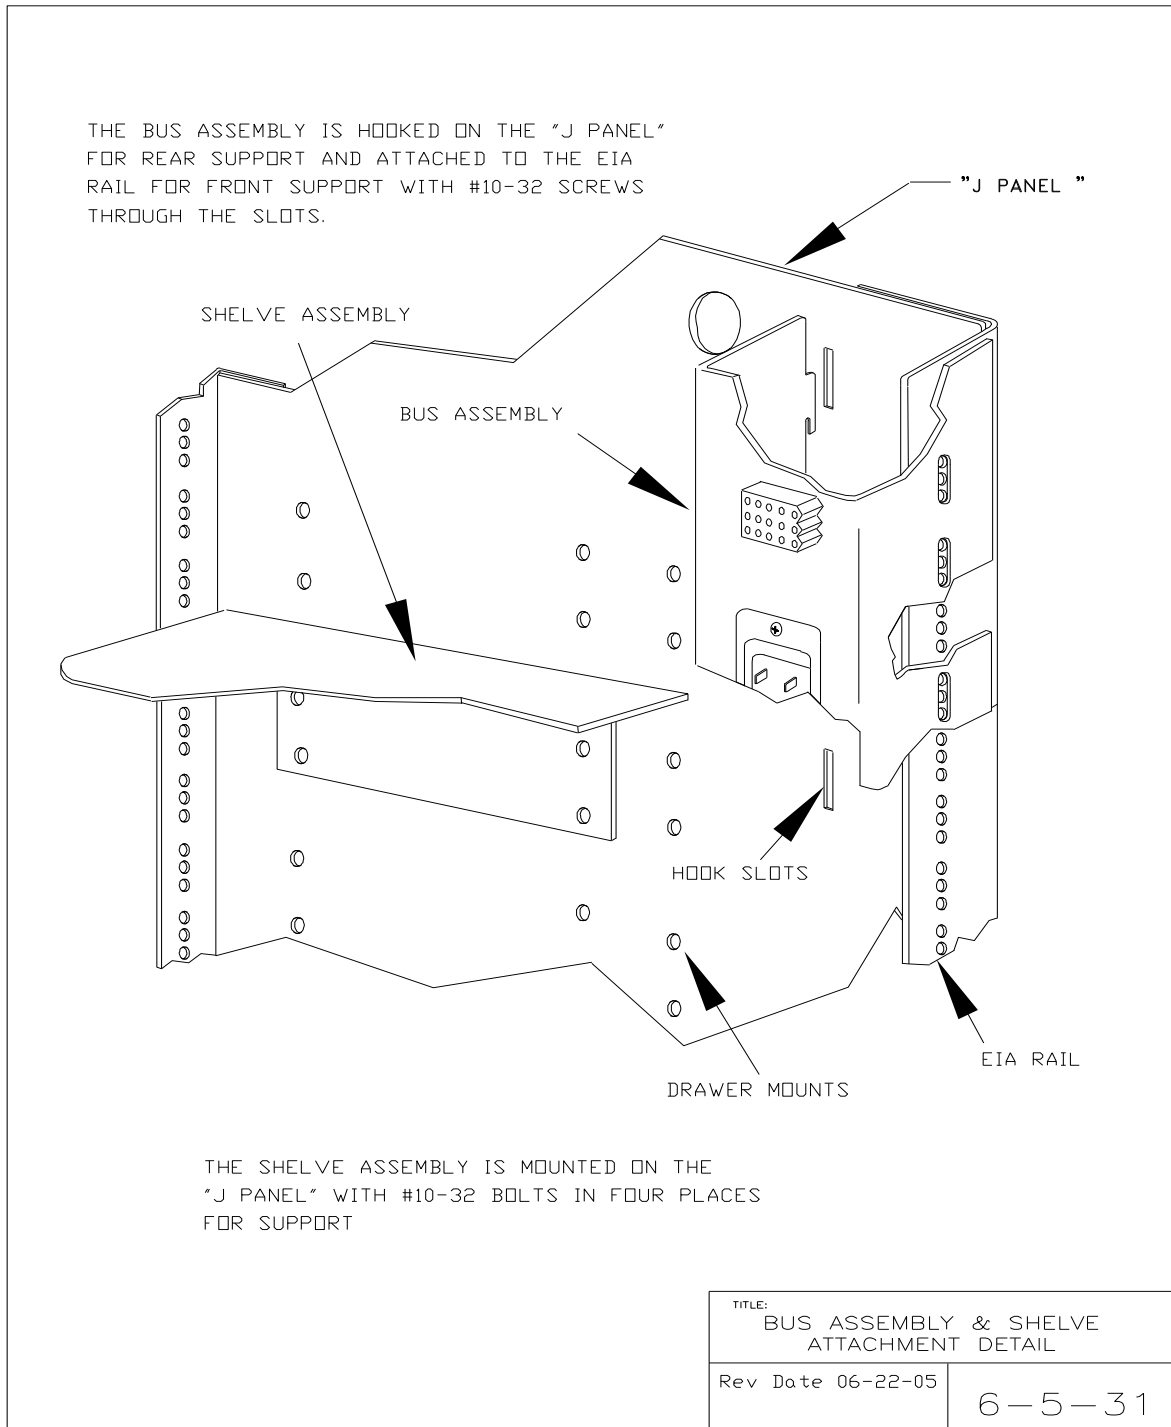 THE BUS ASSEMBLY IS HOOKED ON THE "J PANEL"
FOR REAR SUPPORT AND ATTACHED TO THE EIA
RAIL FOR FRONT SUPPORT WITH #10-32 SCREWS
THROUGH THE SLOTS.
"J PANEL "
SHELVE ASSEMBLY
BUS ASSEMBLY
HOOK SLOTS
EIA RAIL
DRAWER MOUNTS
THE SHELVE ASSEMBLY IS MOUNTED ON THE
"J PANEL" WITH #10-32 BOLTS IN FOUR PLACES
FOR SUPPORT
TITLE:
BUS ASSEMBLY & SHELVE
ATTACHMENT DETAIL
Rev Date 06-22-05
6-5-31